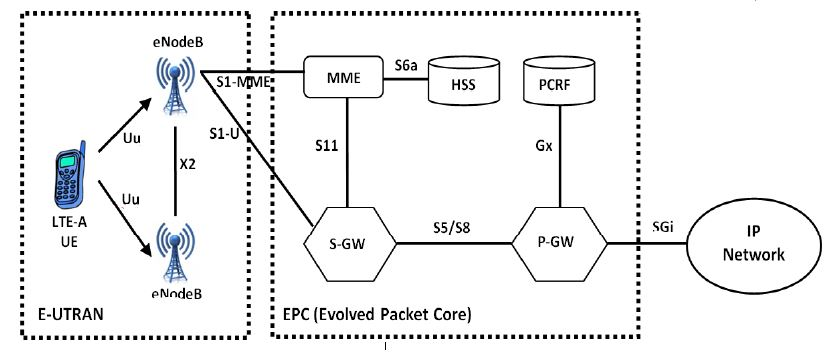 eNodeB
S1-MME
MME
S6a
HSS
PCRF
S1-U
Uu
X2
S11
Gx
Uu
LTE-A
UE
S-GW
S5/S8
P-GW
SGi
IP
Network
eNodeB
E-UTRAN
EPC (Evolved Packet Core)